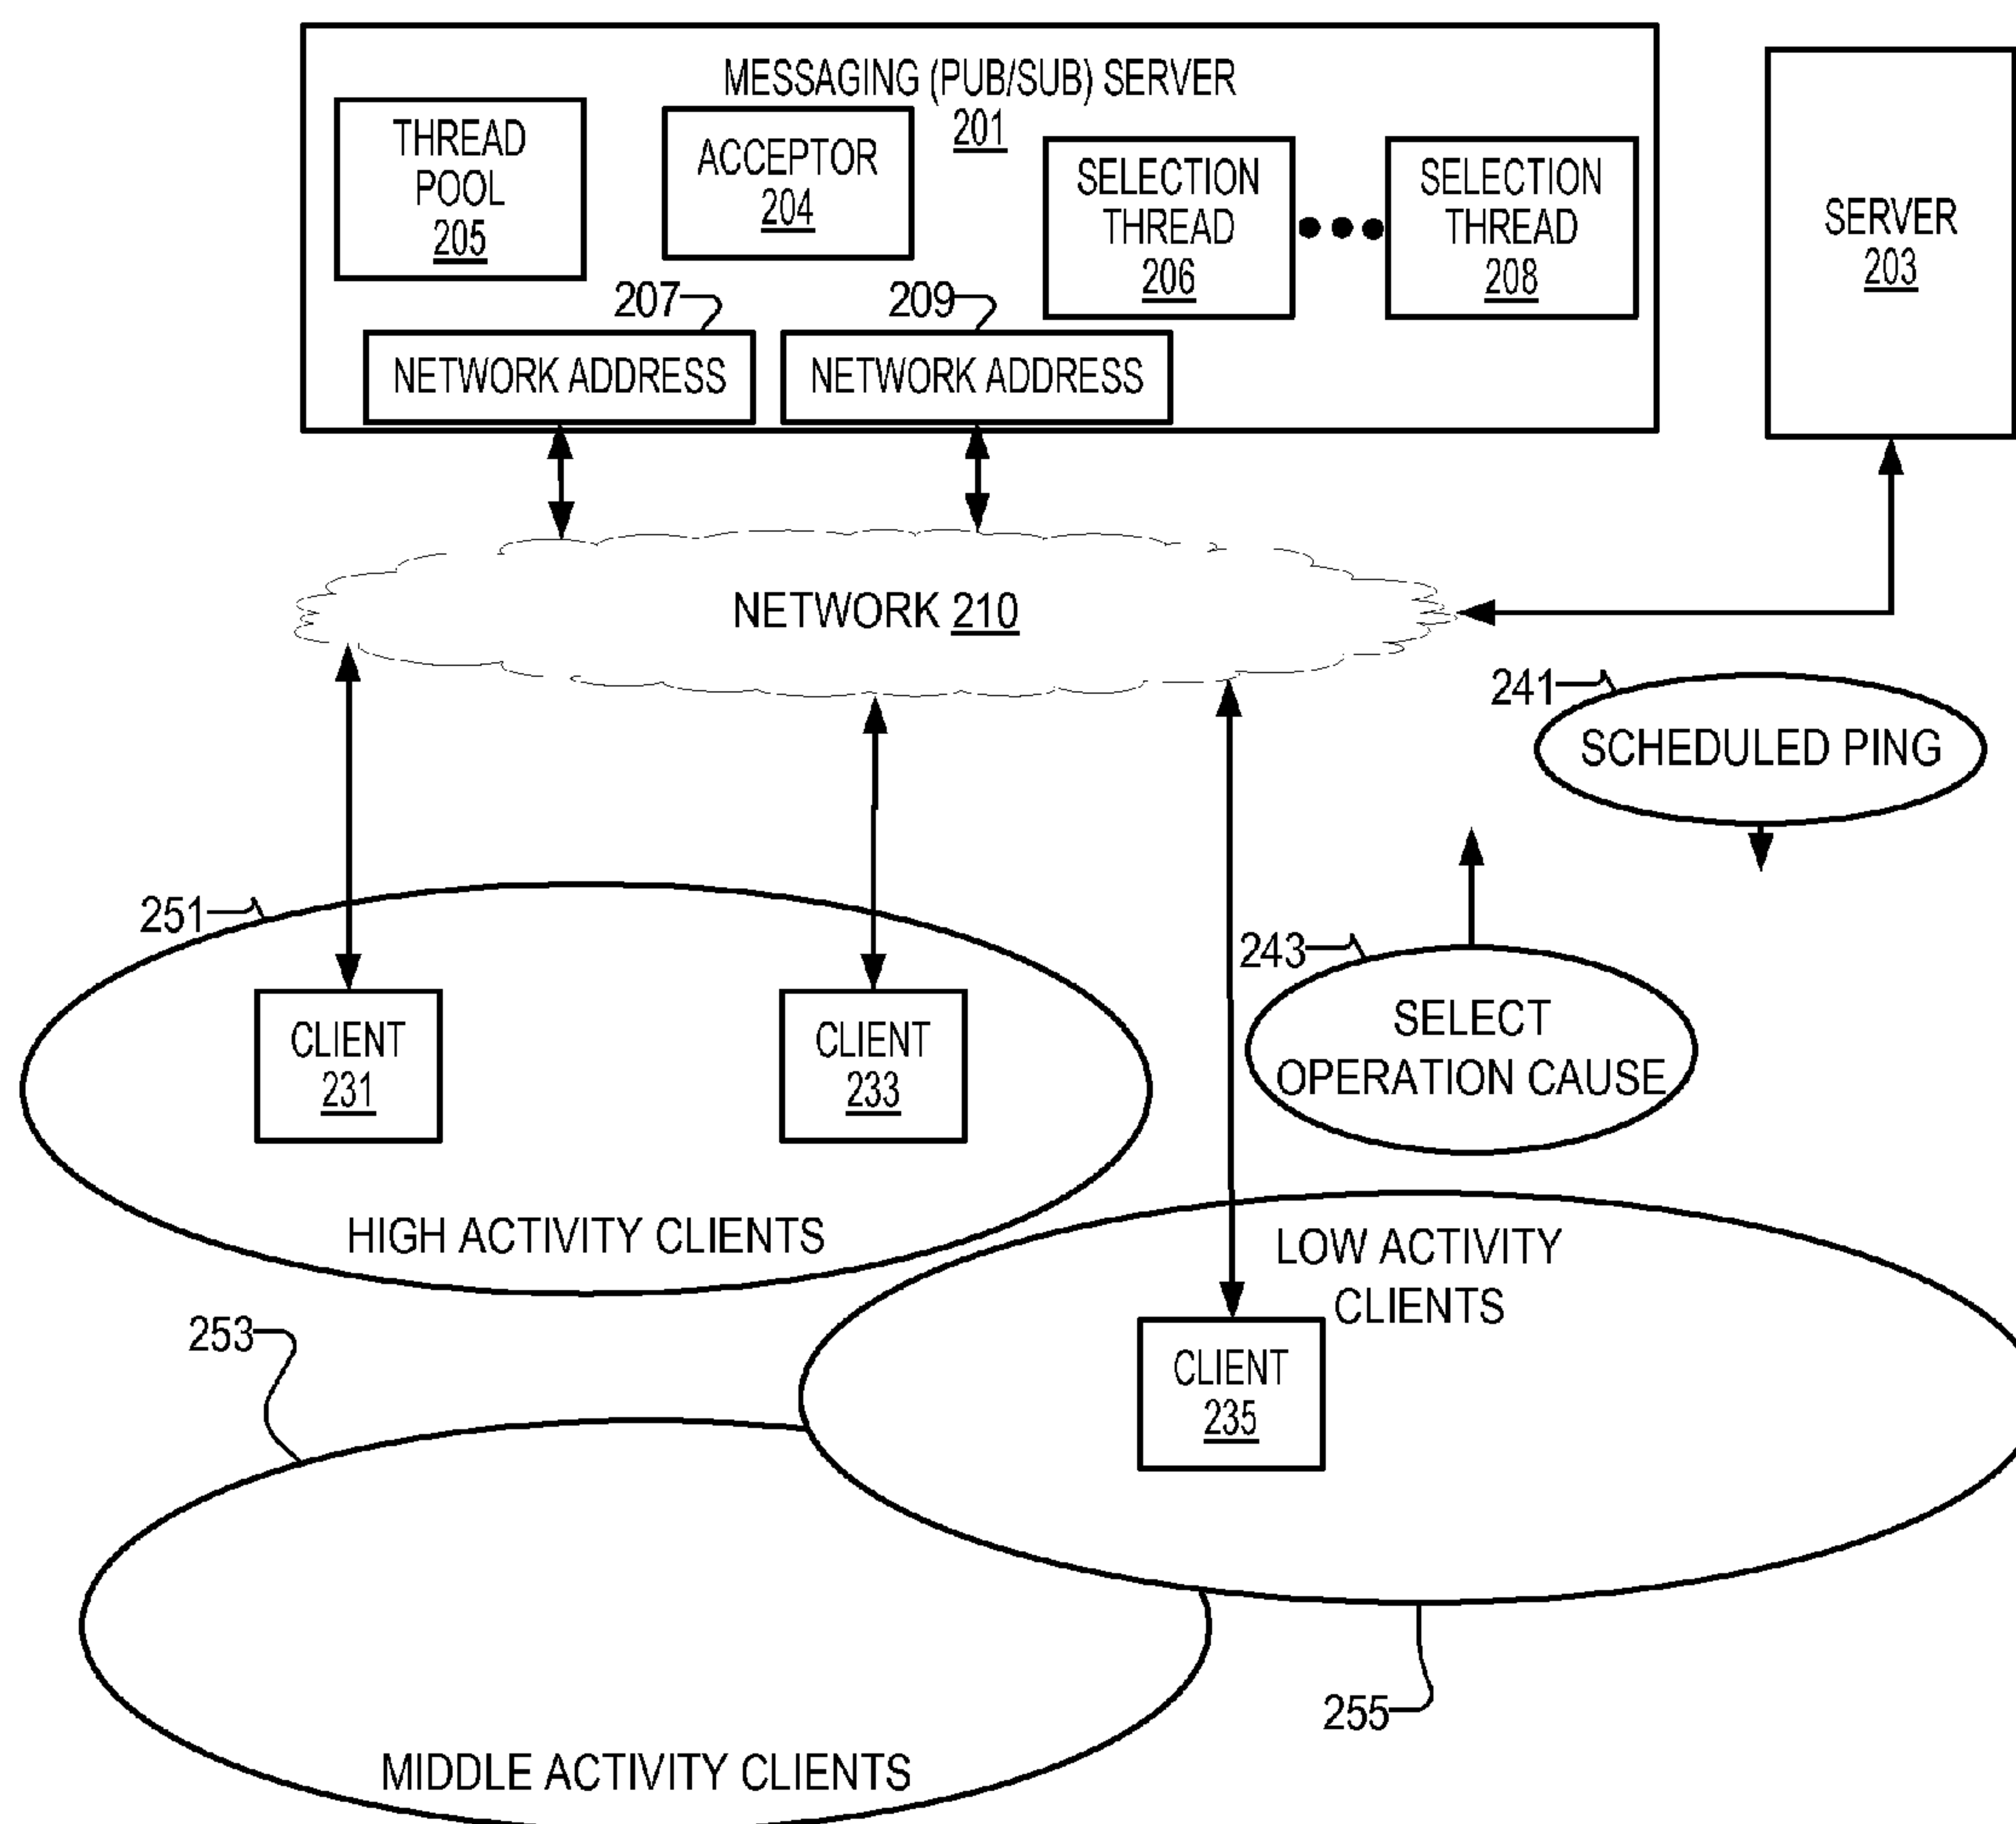 MESSAGING (PUB/SUB) SERVER
201
THREAD
POOL
205
ACCEPTOR
204
SELECTION
THREAD
206
SELECTION
THREAD
208
SERVER
203
207
209
NETWORK ADDRESS
NETWORK ADDRESS
NETWORK 210
241
SCHEDULED PING
251
243
SELECT
OPERATION CAUSE
CLIENT
231
CLIENT
233
HIGH ACTIVITY CLIENTS
LOW ACTIVITY
CLIENTS
253
CLIENT
235
255
MIDDLE ACTIVITY CLIENTS